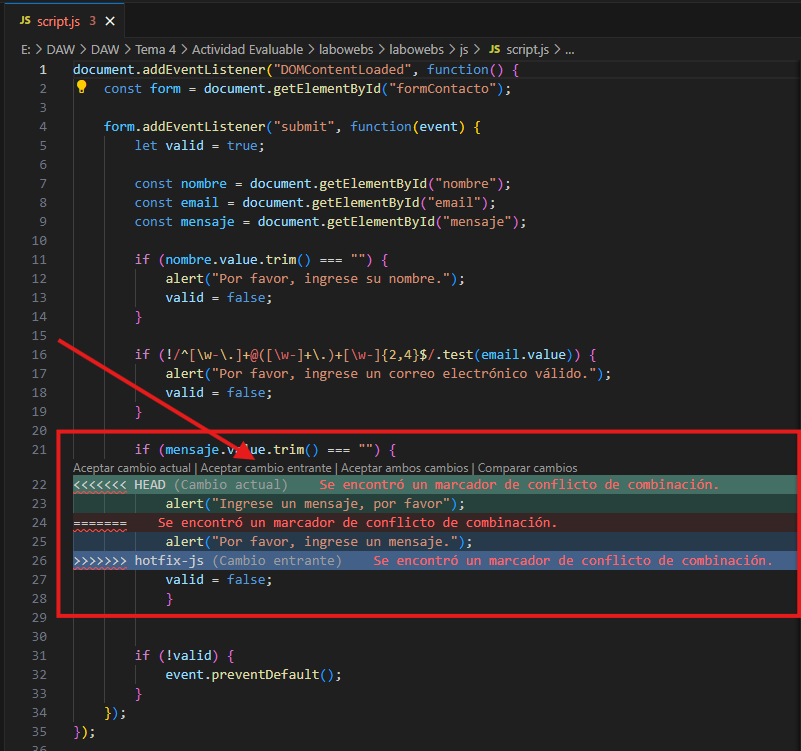 JS script.js 3 ×
E: > DAW > DAW > Tema 4 > Actividad Evaluable > labowebs > labowebs > js > JS script.js > ...
1 document.addEventListener("DOMContentLoaded", function() {
2 const form = document.getElementById("formContacto");
3
4 form.addEventListener("submit", function(event) {
5 let valid = true;
6
7 const nombre = document.getElementById("nombre");
8 const email = document.getElementById("email");
9 const mensaje = document.getElementById("mensaje");
10
11 if (nombre.value.trim() === "") {
12 alert("Por favor, ingrese su nombre.");
13 valid = false;
14 }
15
16 if (!/^[\w-\.]+@([\w-]+\.)+[\w-]{2,4}$/.test(email.value)) {
17 alert("Por favor, ingrese un correo electrónico válido.");
18 valid = false;
19 }
20
21 if (mensaje.value.trim() === "") {
Aceptar cambio actual | Aceptar cambio entrante | Aceptar ambos cambios | Comparar cambios
22 <<<<<<< HEAD (Cambio actual) Se encontró un marcador de conflicto de combinación.
23 alert("Ingrese un mensaje, por favor");
24 ======= Se encontró un marcador de conflicto de combinación.
25 alert("Por favor, ingrese un mensaje.");
26 >>>>>>> hotfix-js (Cambio entrante) Se encontró un marcador de conflicto de combinación.
27 valid = false;
28 }
29
30
31 if (!valid) {
32 event.preventDefault();
33 }
34 });
35 });
36